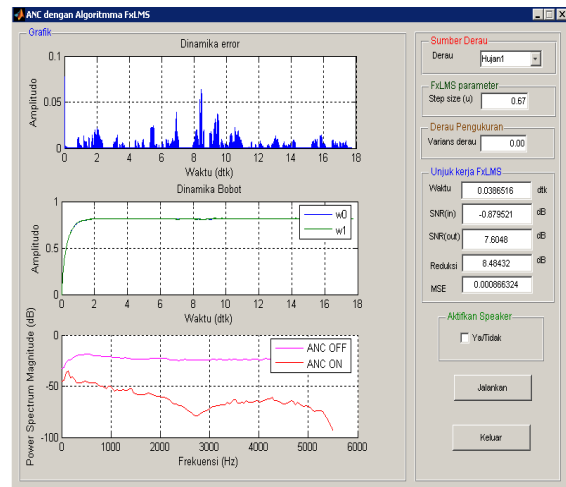 ANC dengan Algoritmma FxLMS
Grafik
Dinamika error
Amplitudo
0.1
0.05
0
0 2 4 6 8 10 12 14 16 18
Waktu (dtk)
Dinamika Bobot
Amplitudo
1
0.5
0
w0
w1
0 2 4 6 8 10 12 14 16 18
Waktu (dtk)
Power Spectrum Magnitude (dB)
0
-50
-100
ANC OFF
ANC ON
0 1000 2000 3000 4000 5000 6000
Frekuensi (Hz)
Sumber Derau
Derau Hujan1
FxLMS parameter
Step size (u) 0.67
Derau Pengukuran
Varians derau 0.00
Unjuk kerja FxLMS
Waktu 0.0386516 dtk
SNR(in) -0.879521 dB
SNR(out) 7.6048 dB
Reduksi 8.48432 dB
MSE 0.000866324
Aktifkan Speaker
Ya/Tidak
Jalankan
Keluar